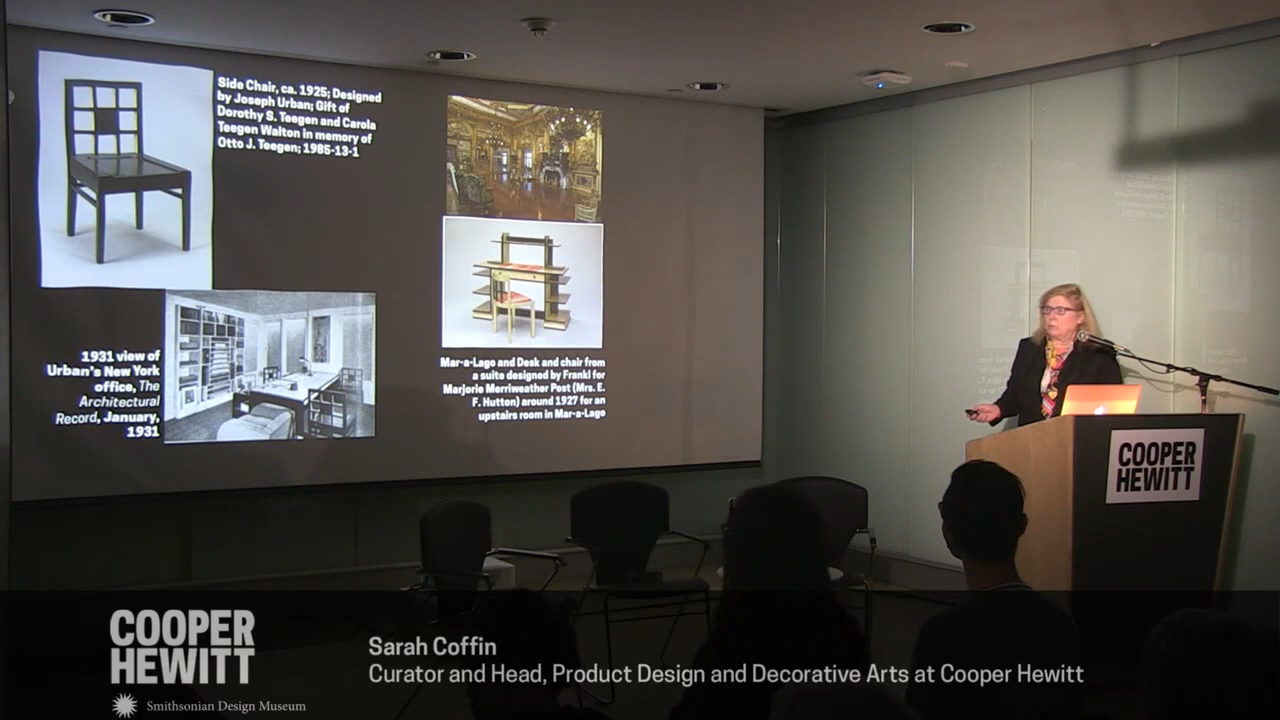 Side Chair, ca. 1925; Designed
by Joseph Urban; Gift of
Dorothy S. Teegen and Carola
Teegen Walton in memory of
Otto J. Teegen; 1985-13-1
1931 view of
Urban's New York
office, The
Architectural
Record, January,
1931
Mar-a-Lago and Desk and chair from
a suite designed by Frankl for
Marjorie Merriweather Post (Mrs. E.
F. Hutton) around 1927 for an
upstairs room in Mar-a-Lago
COOPER
HEWITT
COOPER
HEWITT
Smithsonian Design Museum
Sarah Coffin
Curator and Head, Product Design and Decorative Arts at Cooper Hewitt